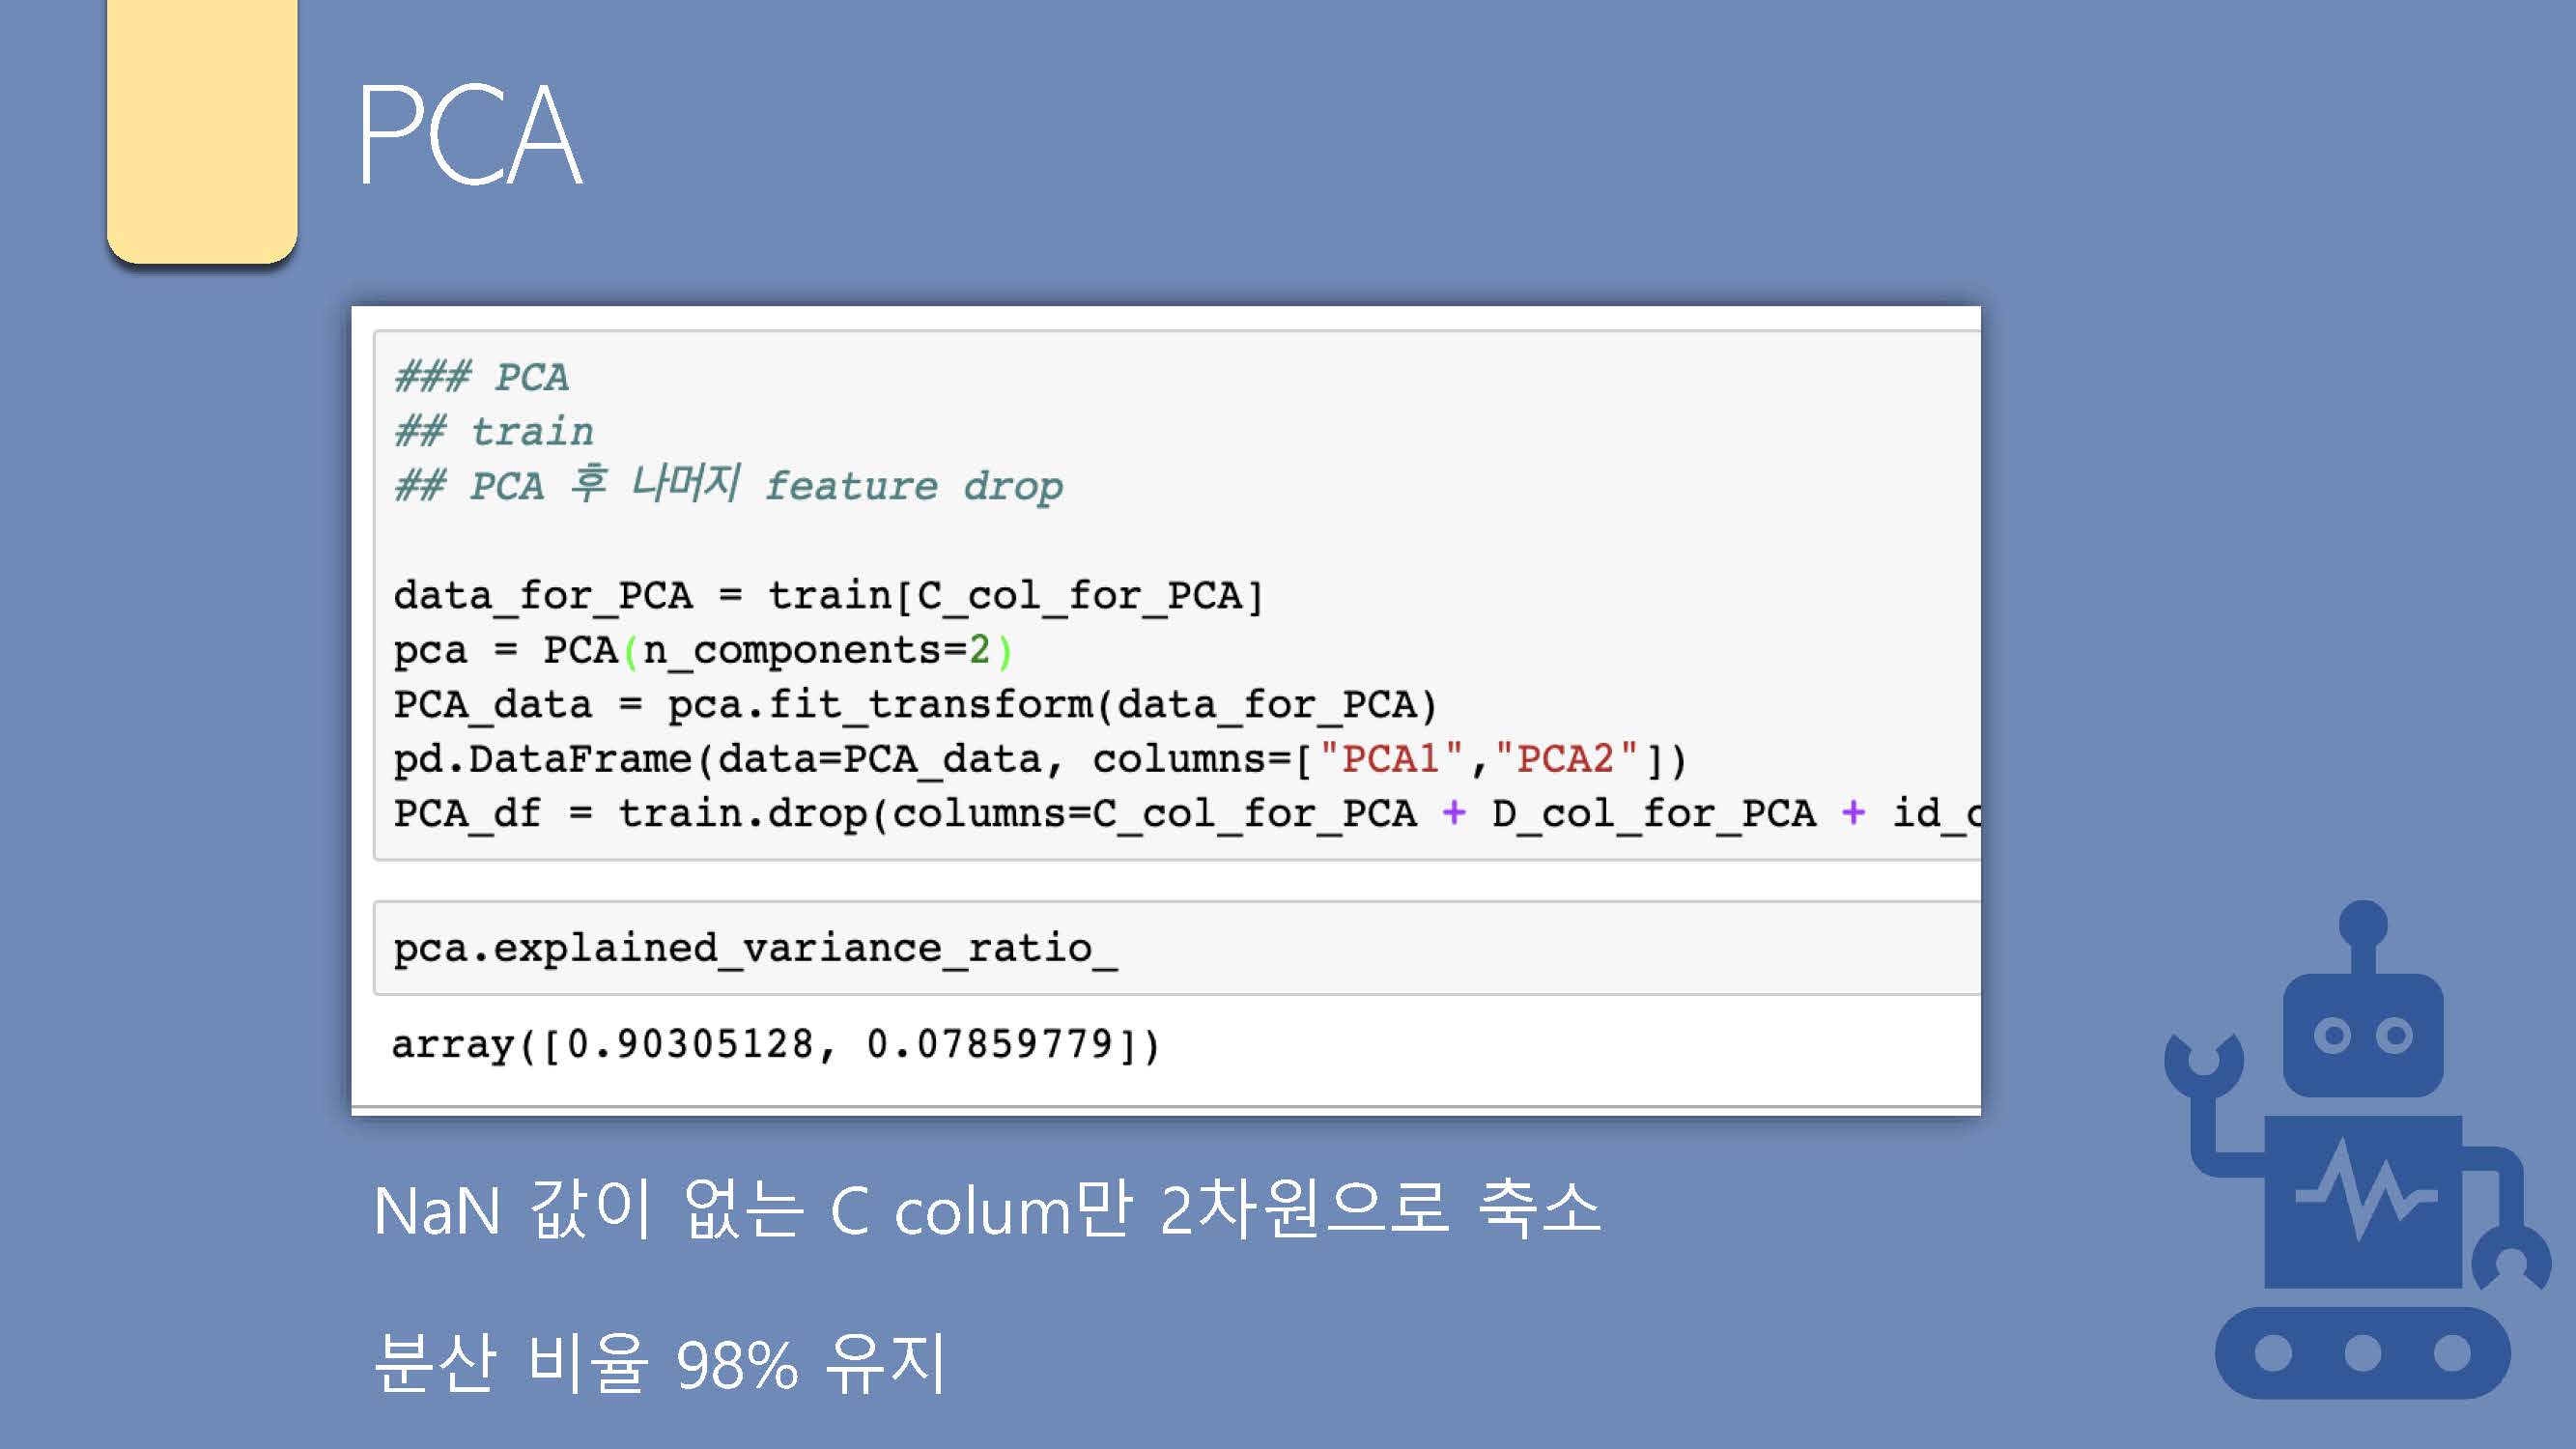 PCA
### PCA
## train
## PCA 후 나머지 feature drop
data_for_PCA = train[C_col_for_PCA]
pca = PCA(n_components=2)
PCA_data = pca.fit_transform(data_for_PCA)
pd.DataFrame(data=PCA_data, columns=["PCA1","PCA2"])
PCA_df = train.drop(columns=C_col_for_PCA + D_col_for_PCA + id_c
pca.explained_variance_ratio_
array([0.90305128, 0.07859779])
NaN 값이 없는 C colum만 2차원으로 축소
분산 비율 98% 유지